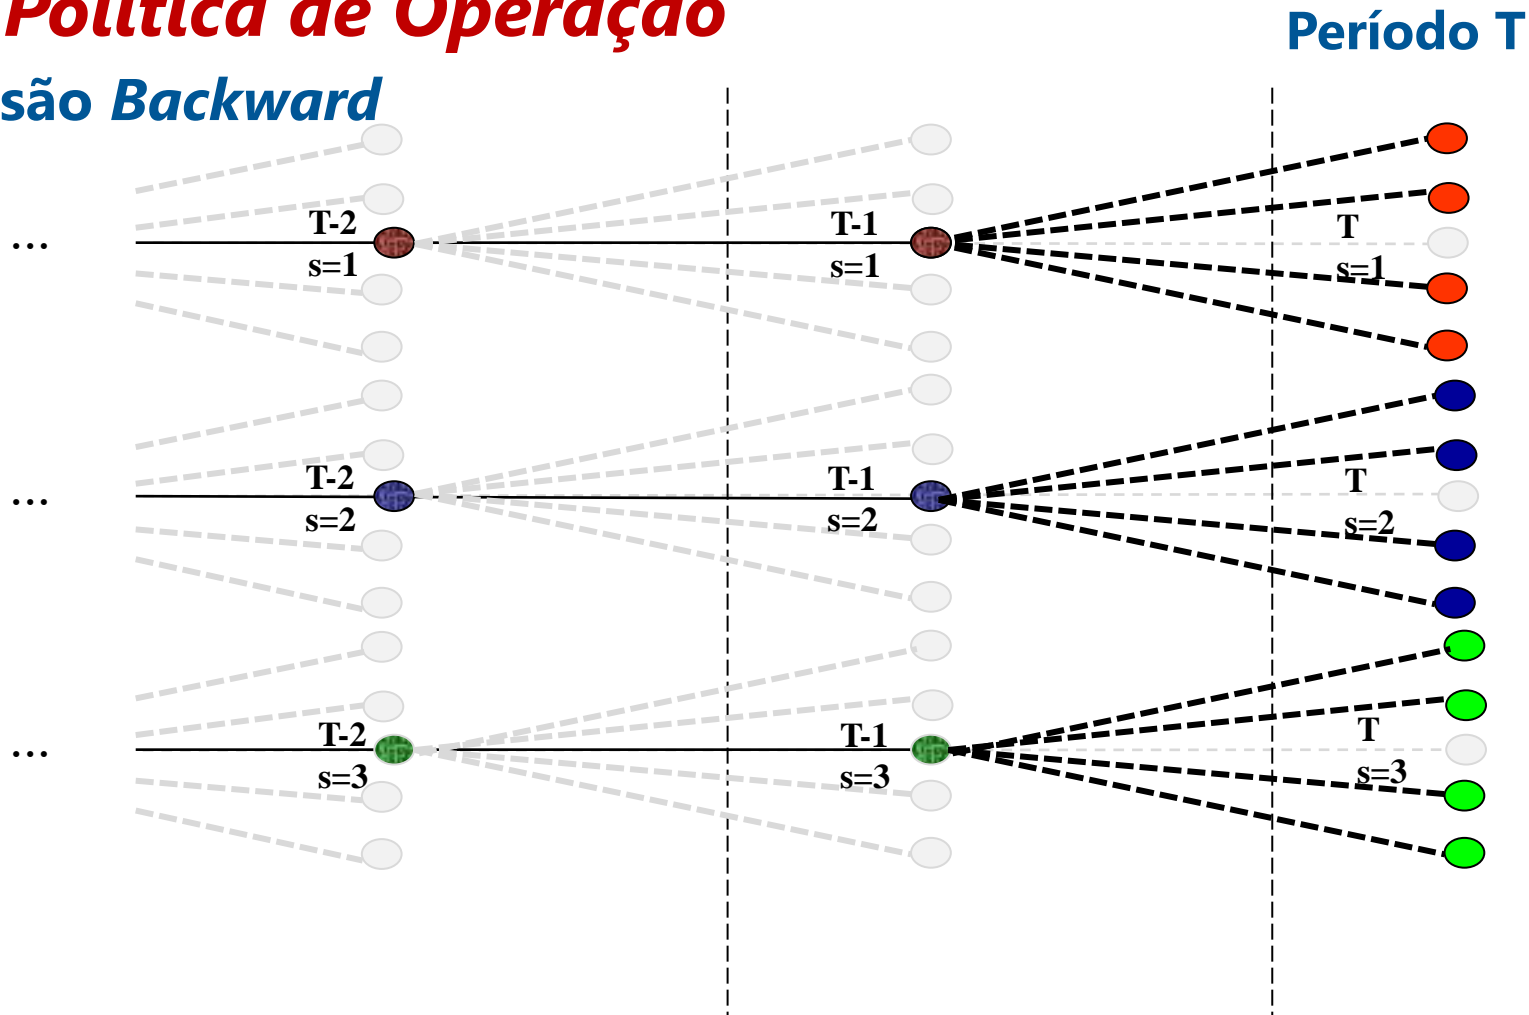 Política de Operação
Período T
são Backward
T-2
s=1
T-1
s=1
T
s=1
...
T-2
s=2
T-1
s=2
T
s=2
...
T-2
s=3
T-1
s=3
T
s=3
...